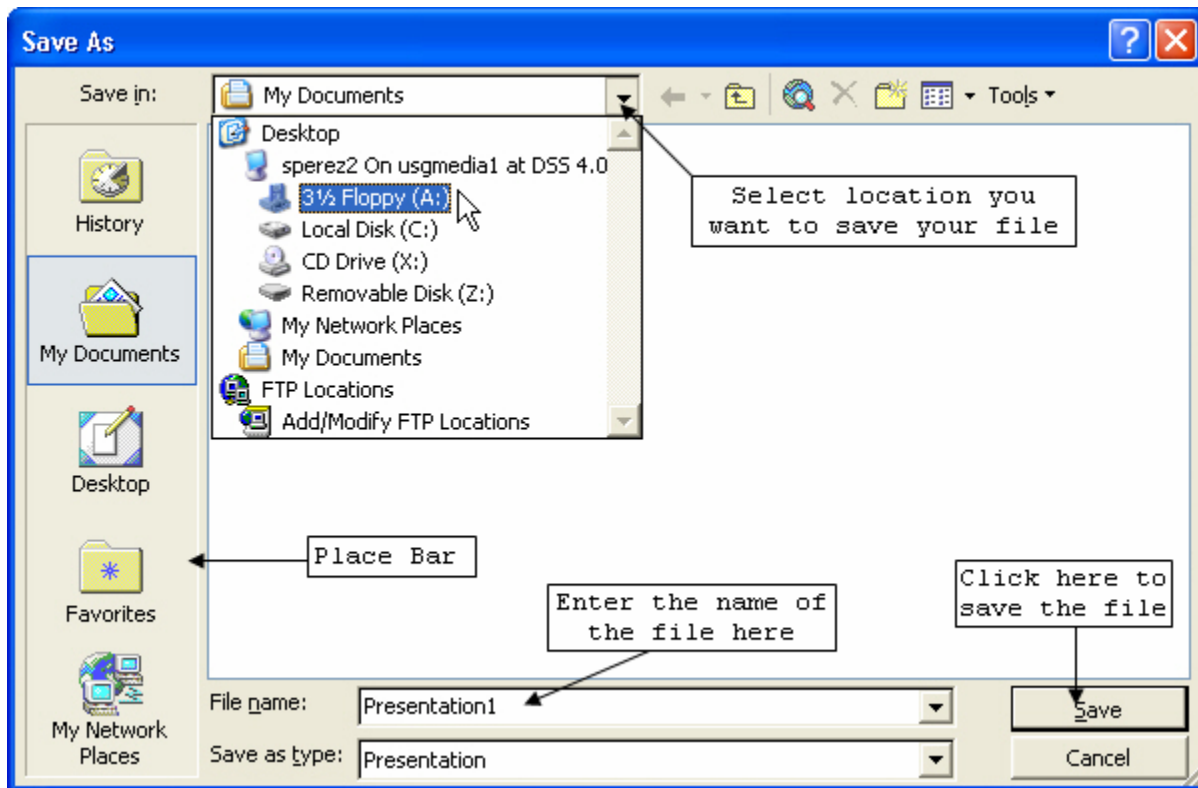 Save As
Save in:
My Documents
Tools
Desktop
sperez2 On usgmedia1 at DSS 4.0
3½ Floppy (A:)
Local Disk (C:)
CD Drive (X:)
Removable Disk (Z:)
My Network Places
My Documents
FTP Locations
Add/Modify FTP Locations
Select location you
want to save your file
History
My Documents
Desktop
Favorites
My Network
Places
Place Bar
Enter the name of
the file here
Click here to
save the file
File name:
Presentation1
Save
Save as type:
Presentation
Cancel